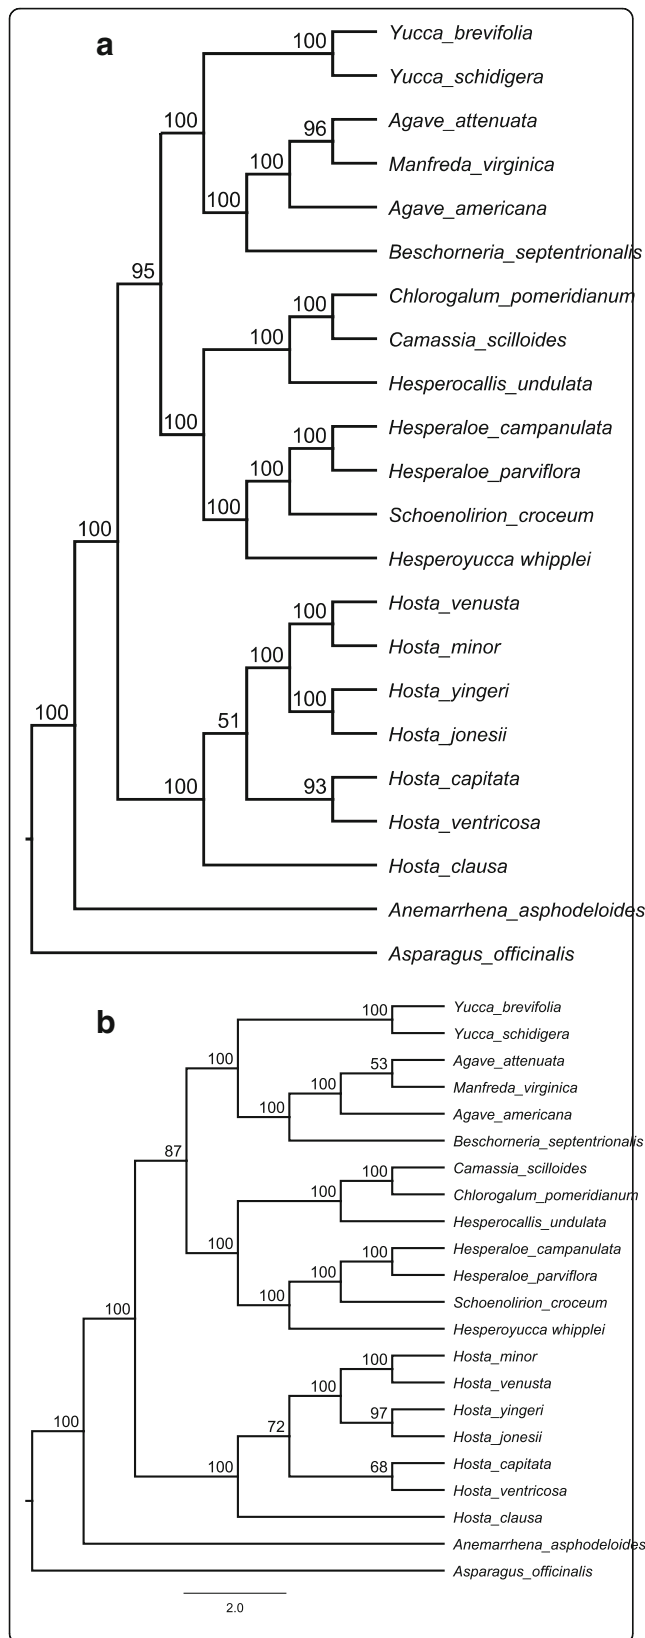 a
100
Yucca_brevifolia
Yucca_schidigera
100
96
Agave_attenuata
100
Manfreda_virginica
100
Agave_americana
Beschorneria_septentrionalis
95
100
Chlorogalum_pomeridianum
100
Camassia_scilloides
Hesperocallis_undulata
100
100
Hesperaloe_campanulata
100
Hesperaloe_parviflora
100
Schoenolirion_croceum
Hesperoyucca whipplei
100
100
Hosta_venusta
100
Hosta_minor
100
Hosta_yingeri
100
51
Hosta_jonesii
100
93
Hosta_capitata
Hosta_ventricosa
Hosta_clausa
Anemarrhena_asphodeloides
Asparagus_officinalis
b
100
Yucca_brevifolia
Yucca_schidigera
100
53
Agave_attenuata
100
Manfreda_virginica
100
Agave_americana
Beschorneria_septentrionalis
87
100
Camassia_scilloides
100
Chlorogalum_pomeridianum
Hesperocallis_undulata
100
100
Hesperaloe_campanulata
100
Hesperaloe_parviflora
100
Schoenolirion_croceum
100
Hesperoyucca whipplei
100
Hosta_minor
100
Hosta_venusta
97
Hosta_yingeri
100
72
Hosta_jonesii
100
68
Hosta_capitata
Hosta_ventricosa
Hosta_clausa
Anemarrhena_asphodeloides
Asparagus_officinalis
2.0